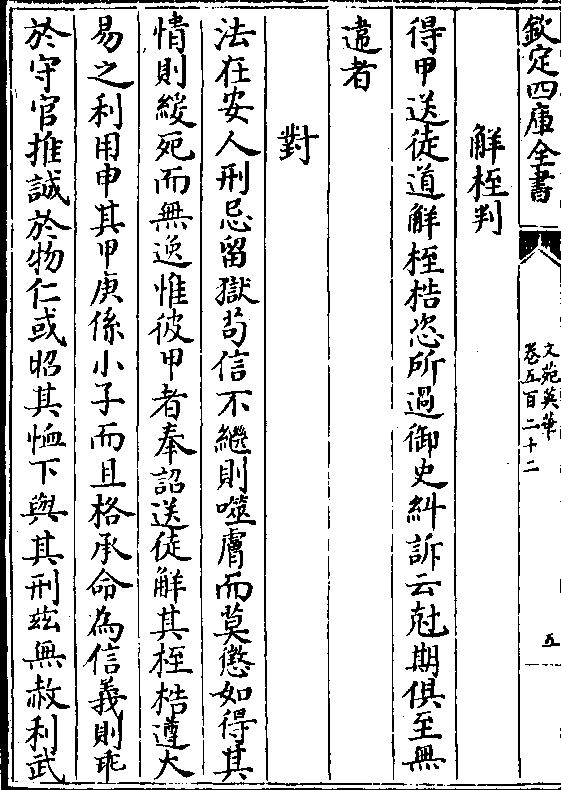 欽定四庫全書
文苑英華
卷五百二十二
五
解桎判
得甲送徒道解桎梏恣所過御史糾訴云尅期俱至無
違者
對
法在安人刑忌留獄茍信不繼則噬膚而莫懲如得其
情則緩死而無逸惟彼甲者奉詔送徒解其桎梏遵大
易之利用申其甲庚係小子而且格承命為信義則乖
於守官推誠於物仁或昭其恤下與其刑玆無赦利武